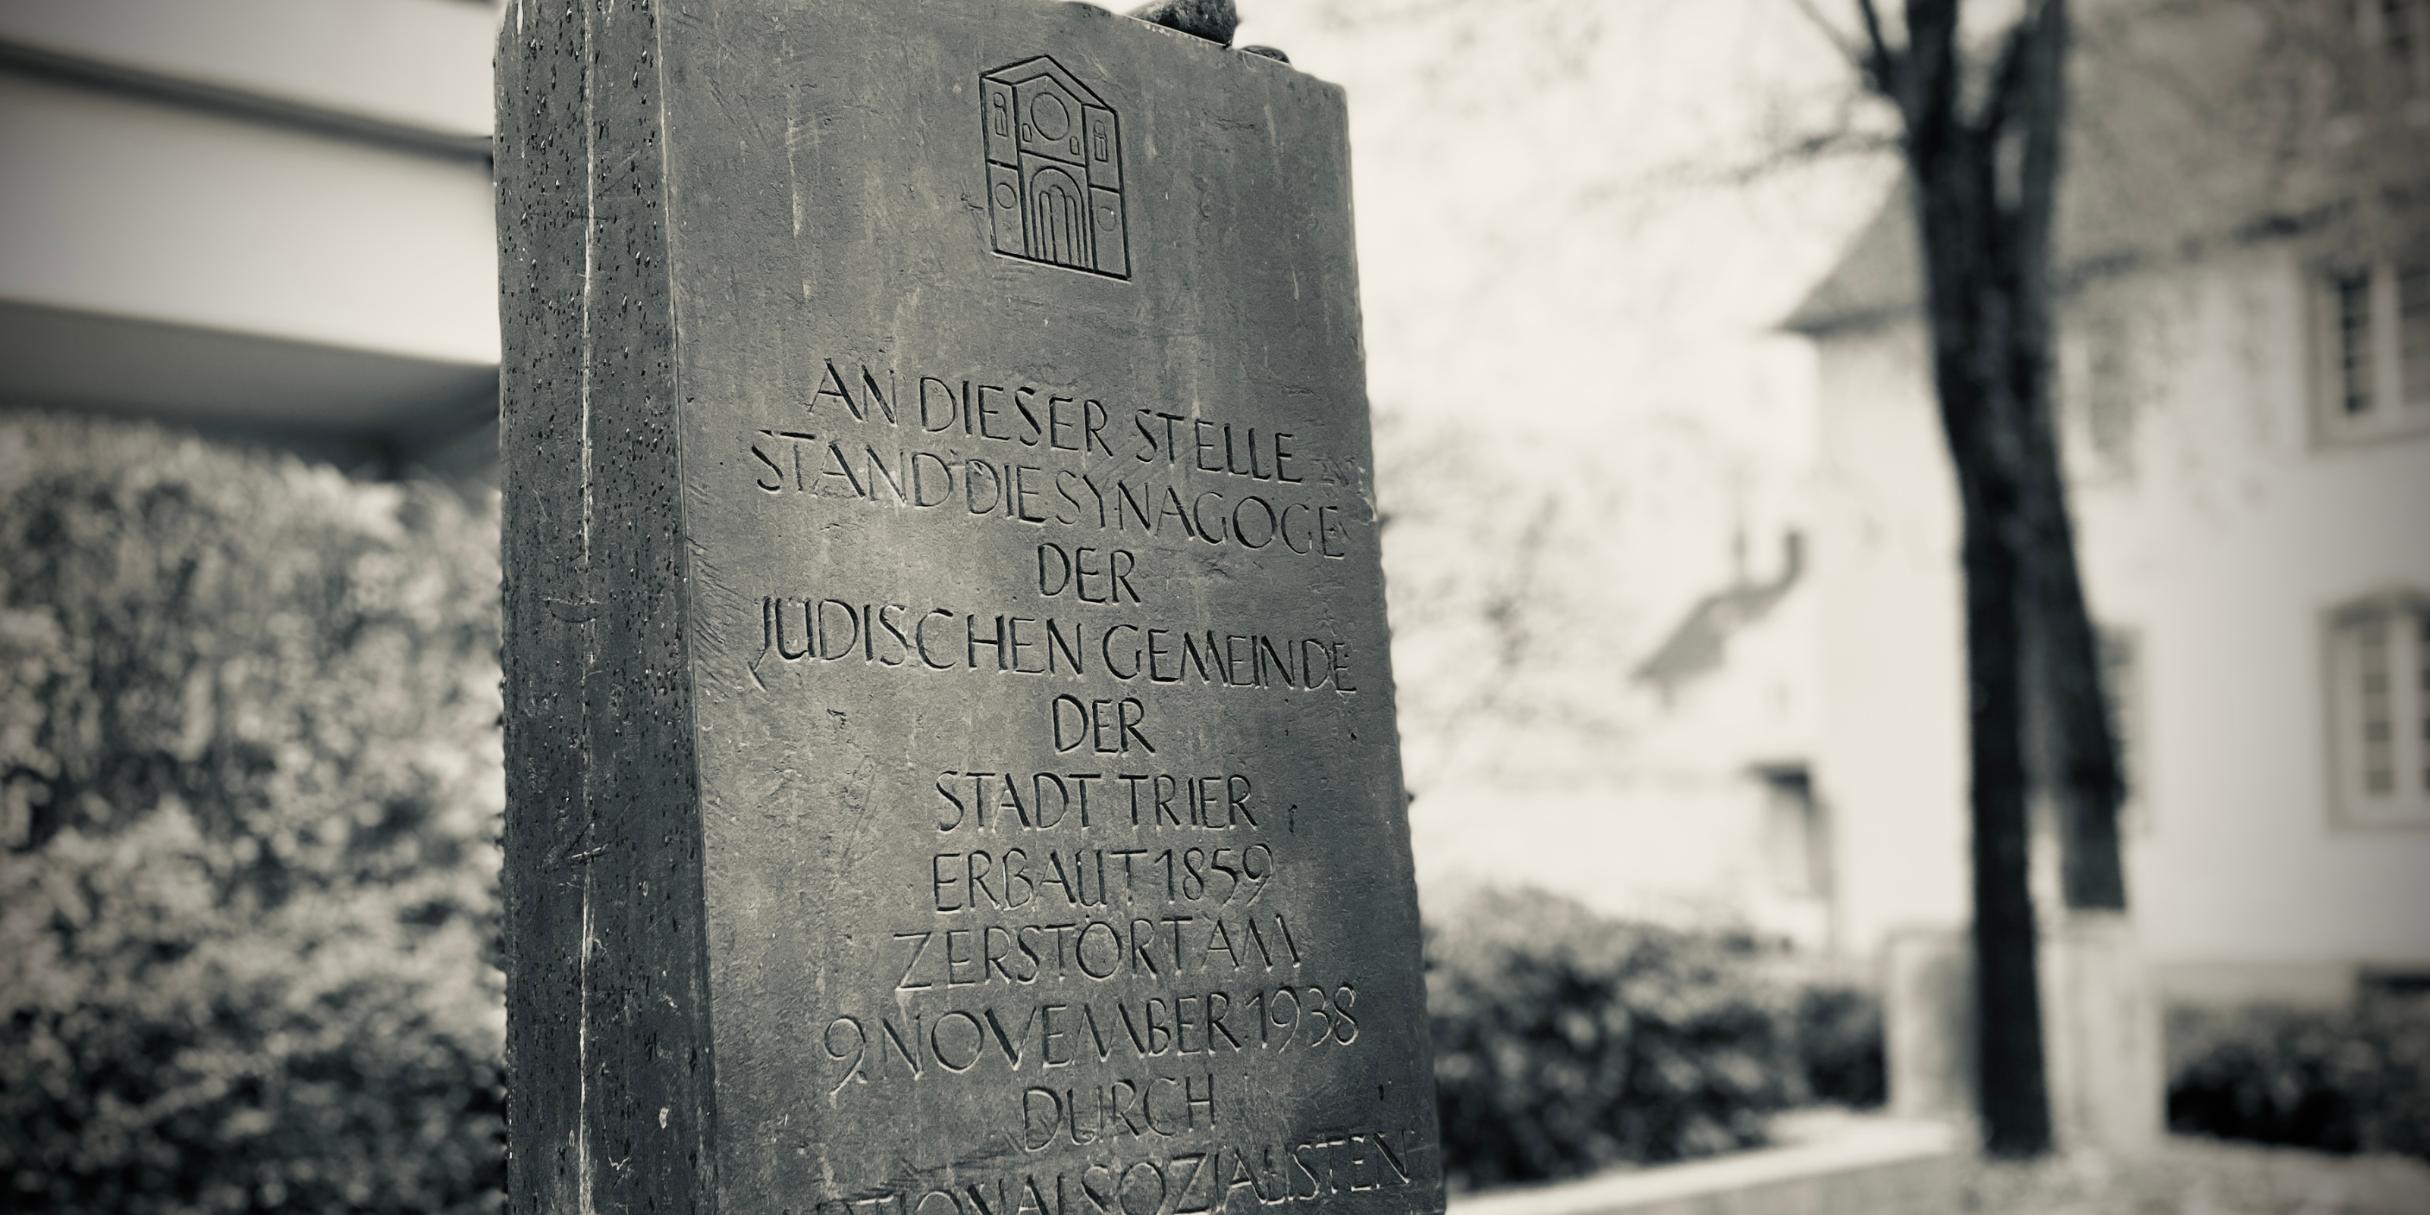 AN DIESER STELLE
STAND DIE SYNAGOGE
DER
JÜDISCHEN GEMEINDE
DER
STADT TRIER
ERBAUT 1859
ZERSTÖRT AM
9. NOVEMBER 1938
DURCH
NATIONALSOZIALISTEN